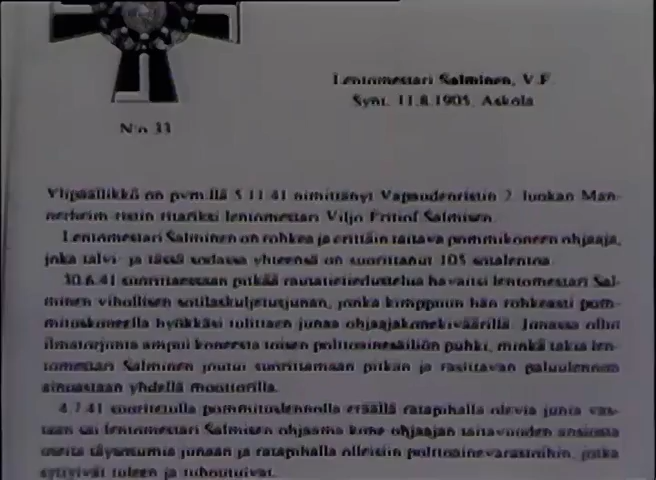 Lentomestari Salminen, V.F.
Synt. 11.8.1905, Askola
N:o 33
Ylipäällikkö on pvm:llä 5.11.41 nimittänyt Vapaudenristin 2. luokan Man-
nerheim-ristin ritariksi lentomestari Viljo Fritiof Salmisen.
Lentomestari Salminen on rohkea ja erittäin taitava pommikoneen ohjaaja,
joka talvi- ja tässä sodassa yhteensä on suorittanut 105 sotalentoa.
30.6.41 suorittaessaan pitkää rautatietiedustelua havaitsi lentomestari Sal-
minen vihollisen sotilaskuljetusjunan, jonka kimppuun hän rohkeasti pom-
mituskoneella hyökkäsi tulittaen junaa ohjaajakonekiväärillä. Junassa ollut
ilmatorjunta ampui koneesta toisen polttoainesäiliön puhki, minkä takia len-
tomestari Salminen joutui suorittamaan pitkän ja rasittavan paluulennon
ainoastaan yhdellä moottorilla.
4.7.41 suoritetulla pommituslennolla eräällä ratapihalla olevia junia vas-
taan sai lentomestari Salmisen ohjaama kone ohjaajan taitavuuden ansiosta
useita täysosumia junaan ja ratapihalla olleisiin polttoainevarastoihin, jotka
syttyivät tuleen ja tuhoutuivat.